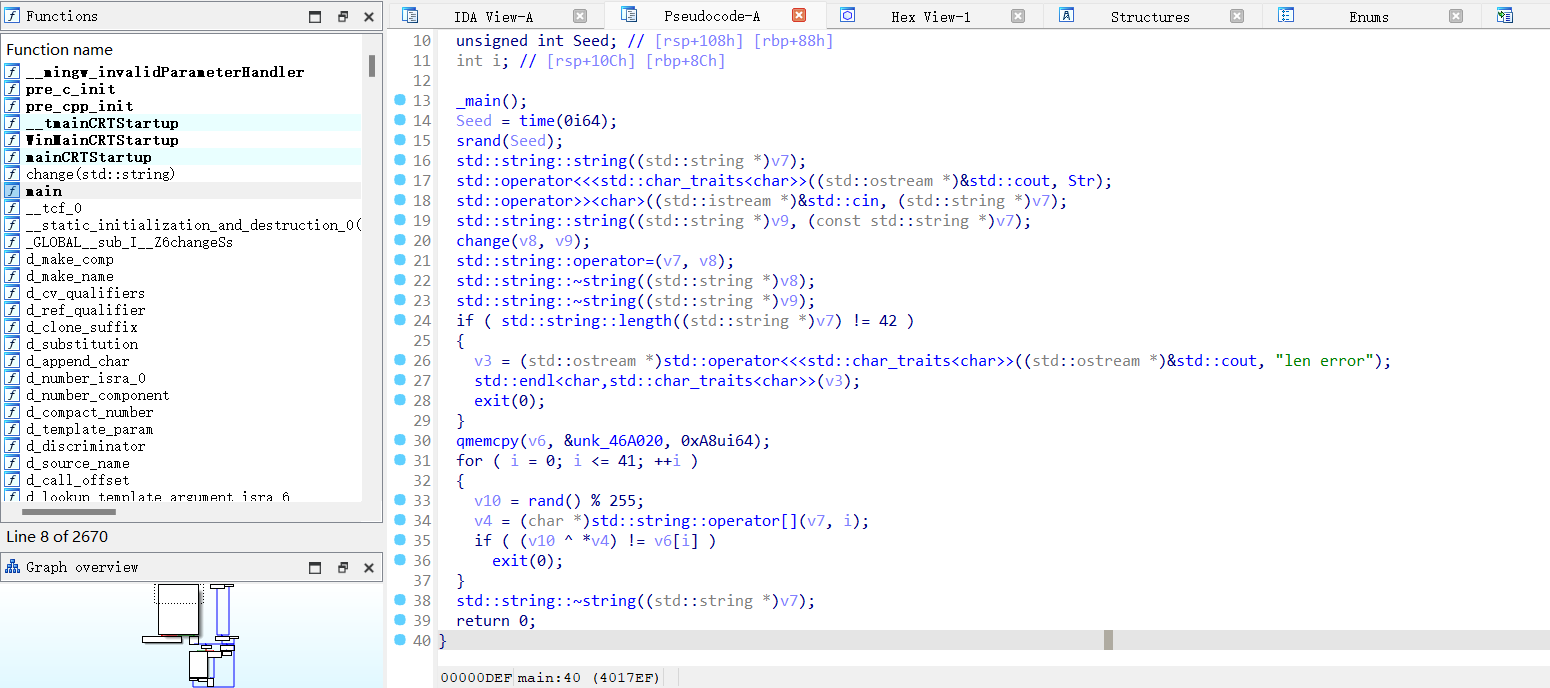 Functions
Function name
__mingw_invalidParameterHandler
pre_c_init
pre_cpp_init
__tmainCRTStartup
WinMainCRTStartup
mainCRTStartup
change(std::string)
main
__tcf_0
__static_initialization_and_destruction_0(
_GLOBAL__sub_I__Z6changeSs
d_make_comp
d_make_name
d_cv_qualifiers
d_ref_qualifier
d_clone_suffix
d_substitution
d_append_char
d_number_isra_0
d_number_component
d_compact_number
d_template_param
d_discriminator
d_source_name
d_call_offset
d_lookup_template_argument_isra_6
Line 8 of 2670
Graph overview
IDA View-A
Pseudocode-A
Hex View-1
Structures
Enums
10 unsigned int Seed; // [rsp+108h] [rbp+88h]
11 int i; // [rsp+10Ch] [rbp+8Ch]
12
13 _main();
14 Seed = time(0i64);
15 srand(Seed);
16 std::string::string((std::string *)v7);
17 std::operator<<<std::char_traits<char>>((std::ostream *)&std::cout, Str);
18 std::operator>><char>((std::istream *)&std::cin, (std::string *)v7);
19 std::string::string((std::string *)v9, (const std::string *)v7);
20 change(v8, v9);
21 std::string::operator=(v7, v8);
22 std::string::~string((std::string *)v8);
23 std::string::~string((std::string *)v9);
24 if ( std::string::length((std::string *)v7) != 42 )
25 {
26 v3 = (std::ostream *)std::operator<<<std::char_traits<char>>((std::ostream *)&std::cout, "len error");
27 std::endl<char,std::char_traits<char>>(v3);
28 exit(0);
29 }
30 qmemcpy(v6, &unk_46A020, 0xA8ui64);
31 for ( i = 0; i <= 41; ++i )
32 {
33 v10 = rand() % 255;
34 v4 = (char *)std::string::operator[](v7, i);
35 if ( (v10 ^ *v4) != v6[i] )
36 exit(0);
37 }
38 std::string::~string((std::string *)v7);
39 return 0;
40 }
00000DEF main:40 (4017EF)